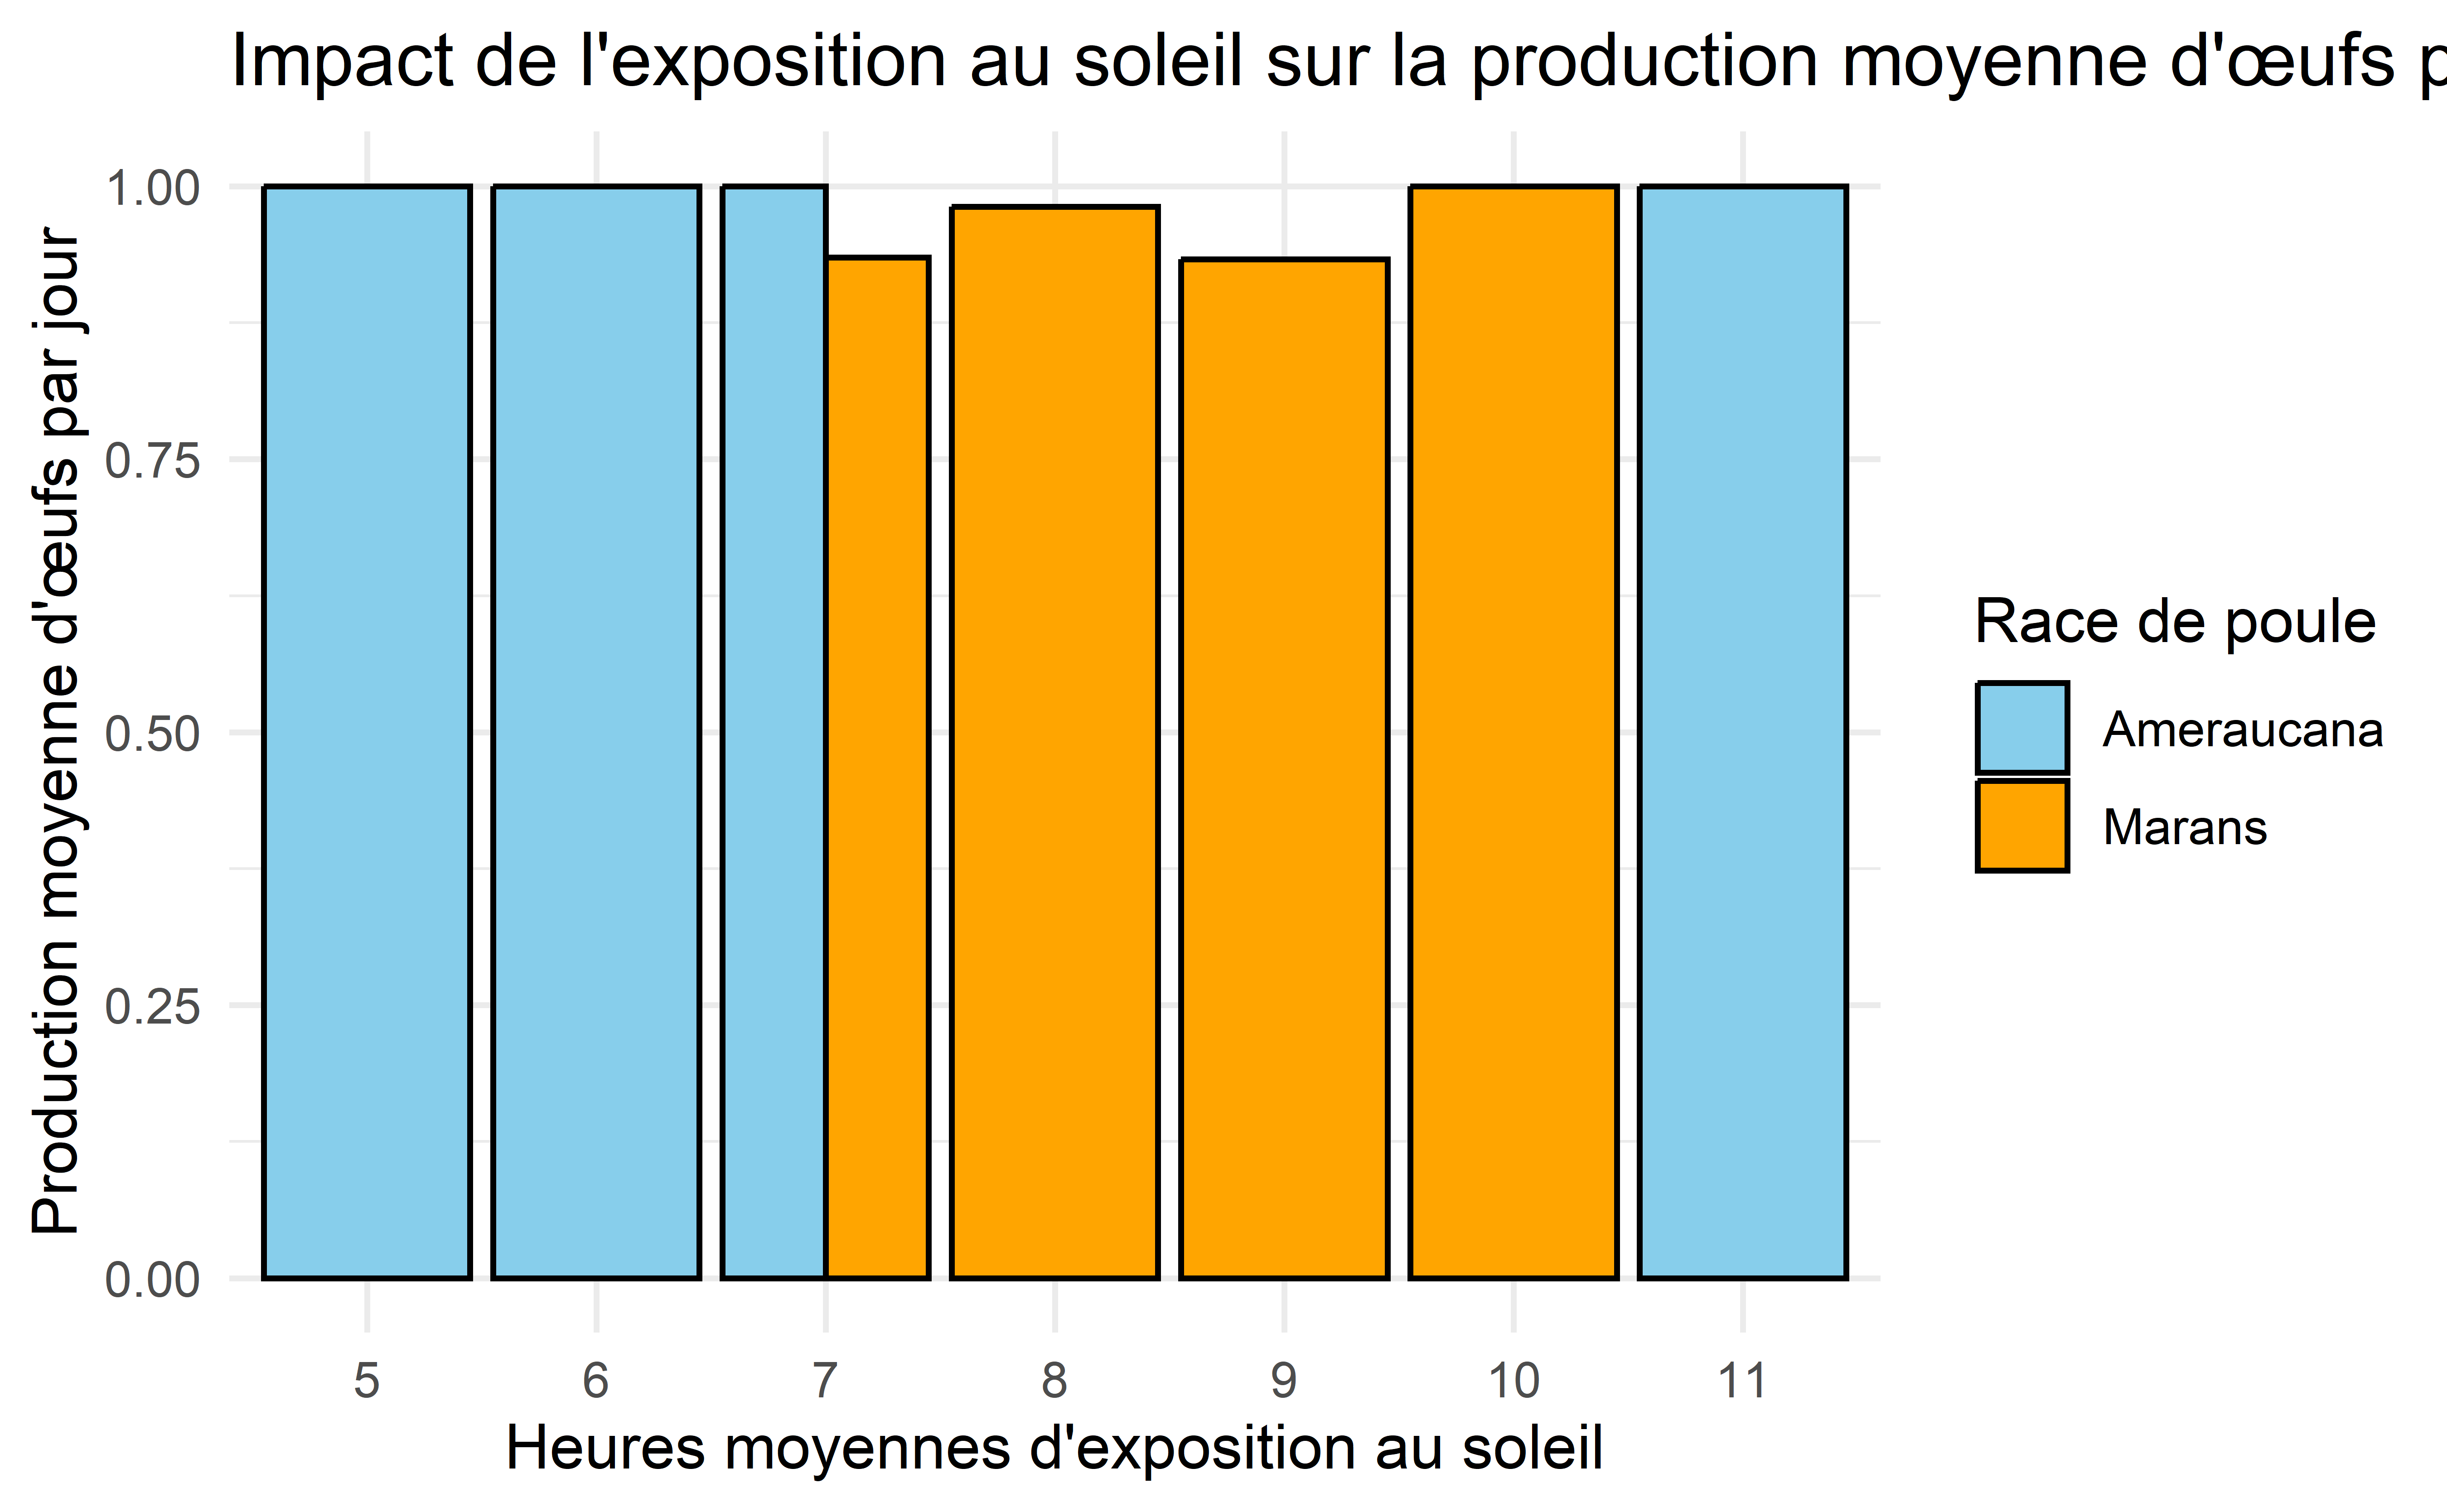 Impact de l'exposition au soleil sur la production moyenne d'œufs p
Production moyenne d'œufs par jour
1.00
0.75
0.50
0.25
0.00
5 6 7 8 9 10 11
Heures moyennes d'exposition au soleil
Race de poule
Ameraucana
Marans